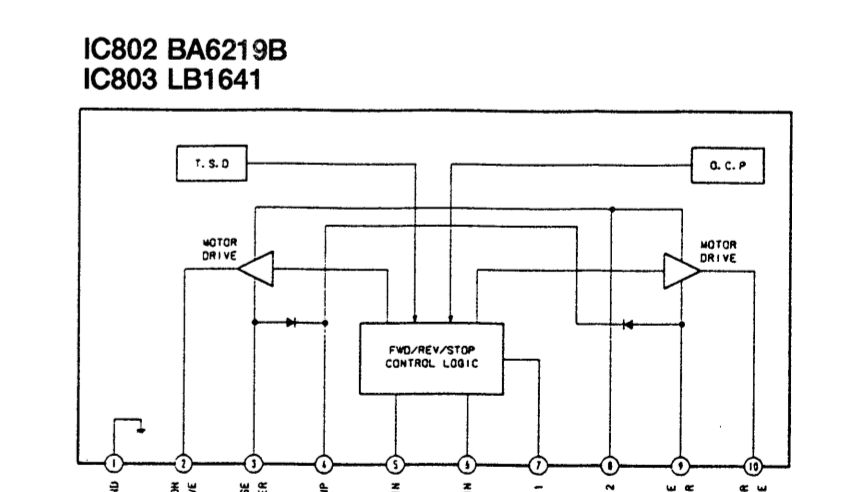 IC802 BA6219B
IC803 LB1641
T.S.D
O.C.P
MOTOR
DRIVE
MOTOR
DRIVE
FWD/REV/STOP
CONTROL LOGIC
1
2
3
4
5
6
7
8
9
10